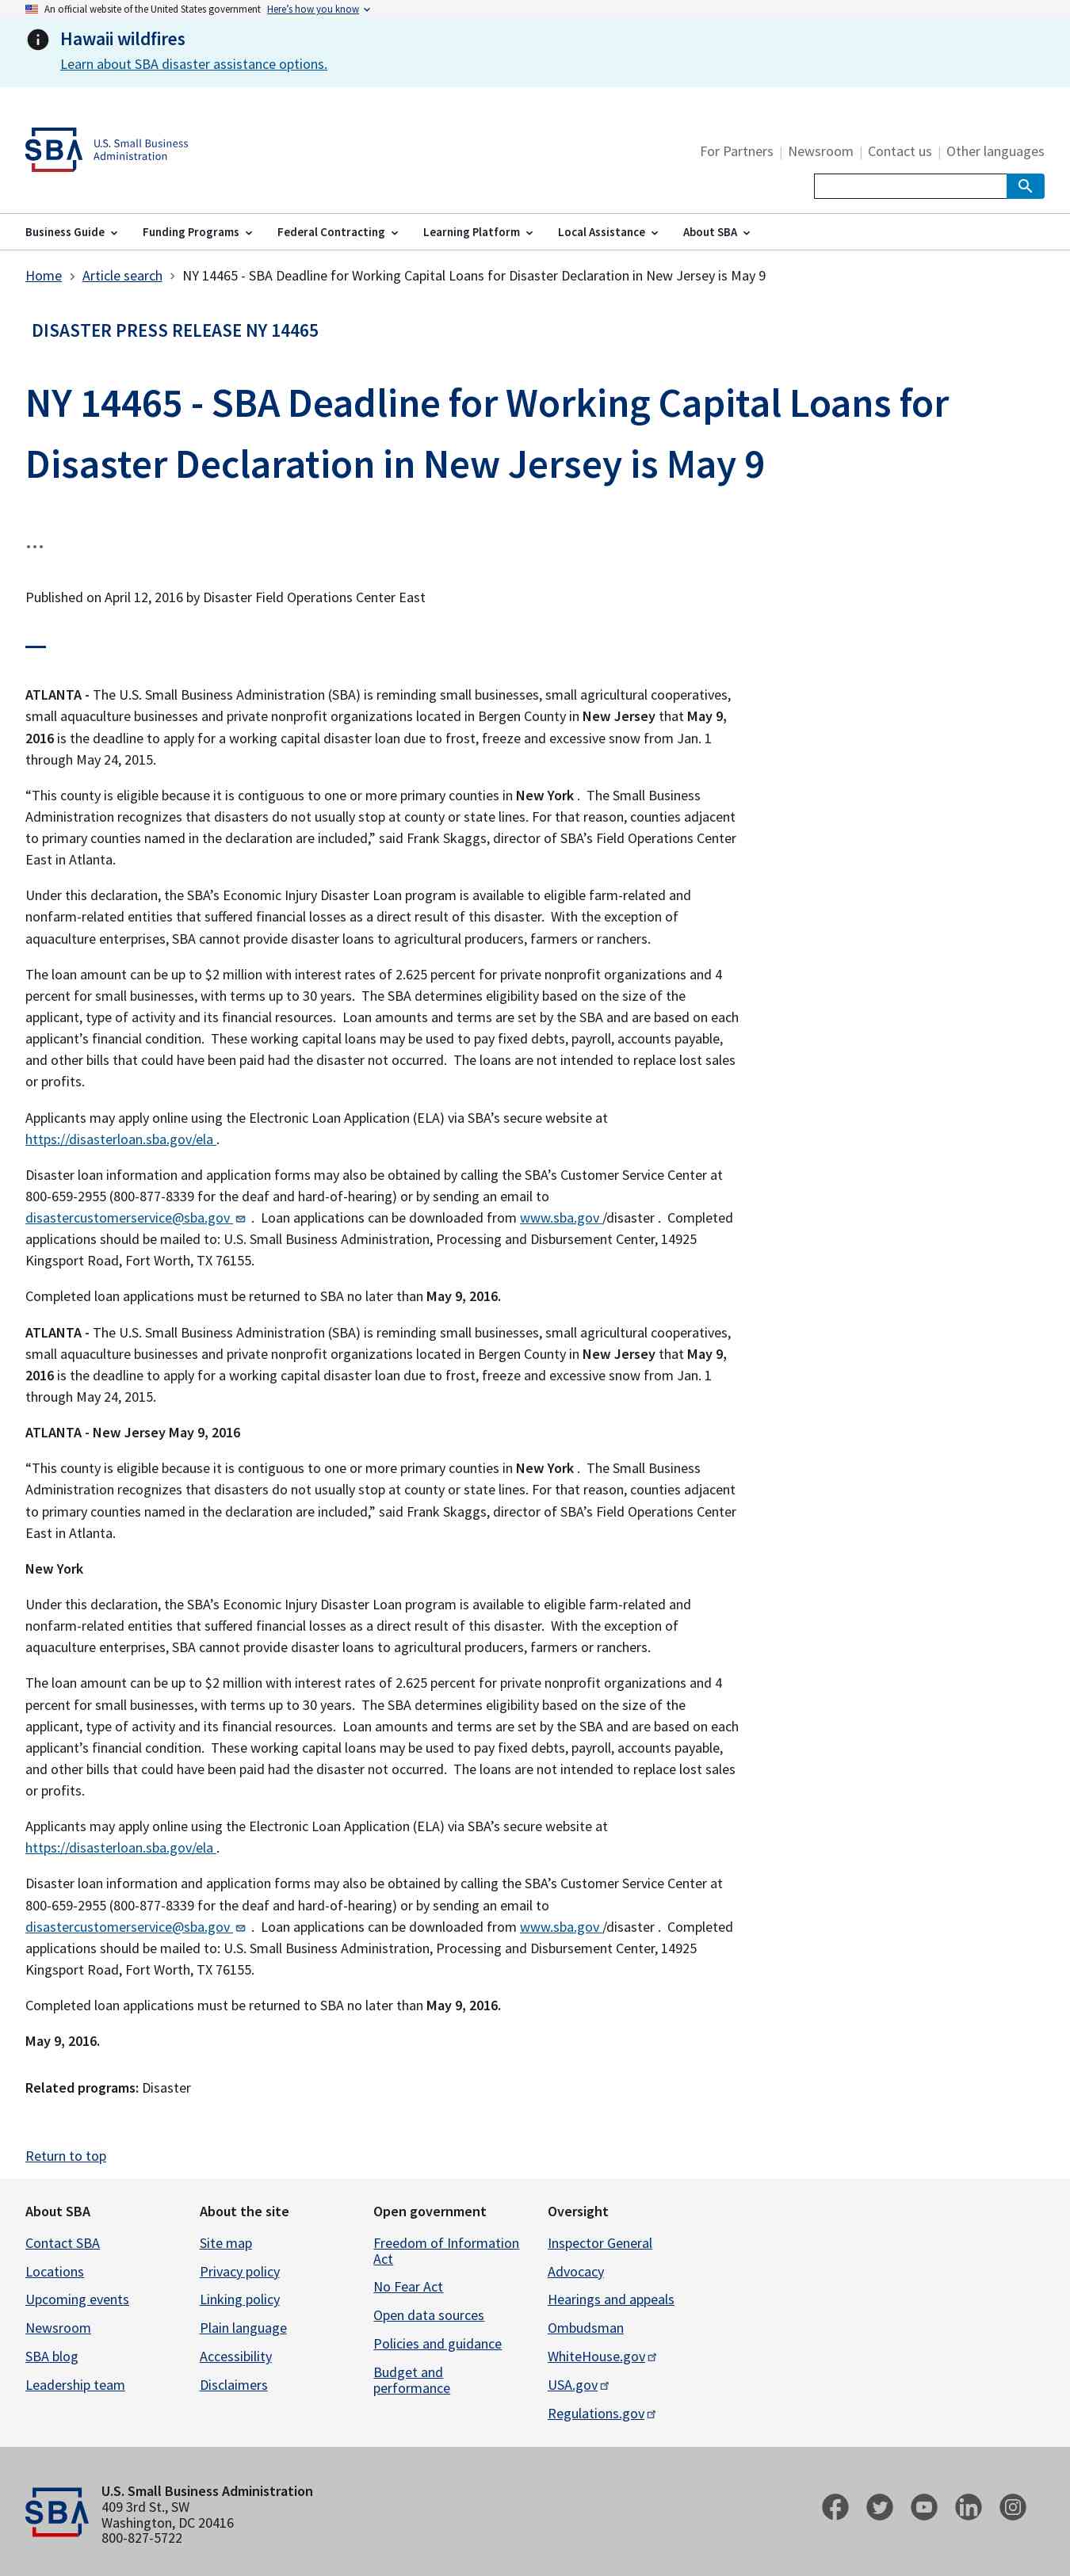 An official website of the United States government Here’s how you know
Hawaii wildfires
Learn about SBA disaster assistance options.
SBA U.S. Small Business
Administration
For Partners | Newsroom | Contact us | Other languages
Business Guide Funding Programs Federal Contracting Learning Platform Local Assistance About SBA
Home Article search NY 14465 - SBA Deadline for Working Capital Loans for Disaster Declaration in New Jersey is May 9
DISASTER PRESS RELEASE NY 14465
NY 14465 - SBA Deadline for Working Capital Loans for
Disaster Declaration in New Jersey is May 9
...
Published on April 12, 2016 by Disaster Field Operations Center East
ATLANTA - The U.S. Small Business Administration (SBA) is reminding small businesses, small agricultural cooperatives,
small aquaculture businesses and private nonprofit organizations located in Bergen County in New Jersey that May 9,
2016 is the deadline to apply for a working capital disaster loan due to frost, freeze and excessive snow from Jan. 1
through May 24, 2015.
“This county is eligible because it is contiguous to one or more primary counties in New York . The Small Business
Administration recognizes that disasters do not usually stop at county or state lines. For that reason, counties adjacent
to primary counties named in the declaration are included,” said Frank Skaggs, director of SBA’s Field Operations Center
East in Atlanta.
Under this declaration, the SBA’s Economic Injury Disaster Loan program is available to eligible farm-related and
nonfarm-related entities that suffered financial losses as a direct result of this disaster. With the exception of
aquaculture enterprises, SBA cannot provide disaster loans to agricultural producers, farmers or ranchers.
The loan amount can be up to $2 million with interest rates of 2.625 percent for private nonprofit organizations and 4
percent for small businesses, with terms up to 30 years. The SBA determines eligibility based on the size of the
applicant, type of activity and its financial resources. Loan amounts and terms are set by the SBA and are based on each
applicant’s financial condition. These working capital loans may be used to pay fixed debts, payroll, accounts payable,
and other bills that could have been paid had the disaster not occurred. The loans are not intended to replace lost sales
or profits.
Applicants may apply online using the Electronic Loan Application (ELA) via SBA’s secure website at
https://disasterloan.sba.gov/ela .
Disaster loan information and application forms may also be obtained by calling the SBA’s Customer Service Center at
800-659-2955 (800-877-8339 for the deaf and hard-of-hearing) or by sending an email to
disastercustomerservice@sba.gov . Loan applications can be downloaded from www.sba.gov /disaster . Completed
applications should be mailed to: U.S. Small Business Administration, Processing and Disbursement Center, 14925
Kingsport Road, Fort Worth, TX 76155.
Completed loan applications must be returned to SBA no later than May 9, 2016.
ATLANTA - The U.S. Small Business Administration (SBA) is reminding small businesses, small agricultural cooperatives,
small aquaculture businesses and private nonprofit organizations located in Bergen County in New Jersey that May 9,
2016 is the deadline to apply for a working capital disaster loan due to frost, freeze and excessive snow from Jan. 1
through May 24, 2015.
ATLANTA - New Jersey May 9, 2016
“This county is eligible because it is contiguous to one or more primary counties in New York . The Small Business
Administration recognizes that disasters do not usually stop at county or state lines. For that reason, counties adjacent
to primary counties named in the declaration are included,” said Frank Skaggs, director of SBA’s Field Operations Center
East in Atlanta.
New York
Under this declaration, the SBA’s Economic Injury Disaster Loan program is available to eligible farm-related and
nonfarm-related entities that suffered financial losses as a direct result of this disaster. With the exception of
aquaculture enterprises, SBA cannot provide disaster loans to agricultural producers, farmers or ranchers.
The loan amount can be up to $2 million with interest rates of 2.625 percent for private nonprofit organizations and 4
percent for small businesses, with terms up to 30 years. The SBA determines eligibility based on the size of the
applicant, type of activity and its financial resources. Loan amounts and terms are set by the SBA and are based on each
applicant’s financial condition. These working capital loans may be used to pay fixed debts, payroll, accounts payable,
and other bills that could have been paid had the disaster not occurred. The loans are not intended to replace lost sales
or profits.
Applicants may apply online using the Electronic Loan Application (ELA) via SBA’s secure website at
https://disasterloan.sba.gov/ela .
Disaster loan information and application forms may also be obtained by calling the SBA’s Customer Service Center at
800-659-2955 (800-877-8339 for the deaf and hard-of-hearing) or by sending an email to
disastercustomerservice@sba.gov . Loan applications can be downloaded from www.sba.gov /disaster . Completed
applications should be mailed to: U.S. Small Business Administration, Processing and Disbursement Center, 14925
Kingsport Road, Fort Worth, TX 76155.
Completed loan applications must be returned to SBA no later than May 9, 2016.
May 9, 2016.
Related programs: Disaster
Return to top
About SBA
Contact SBA
Locations
Upcoming events
Newsroom
SBA blog
Leadership team
About the site
Site map
Privacy policy
Linking policy
Plain language
Accessibility
Disclaimers
Open government
Freedom of Information
Act
No Fear Act
Open data sources
Policies and guidance
Budget and
performance
Oversight
Inspector General
Advocacy
Hearings and appeals
Ombudsman
WhiteHouse.gov
USA.gov
Regulations.gov
SBA
U.S. Small Business Administration
409 3rd St., SW
Washington, DC 20416
800-827-5722